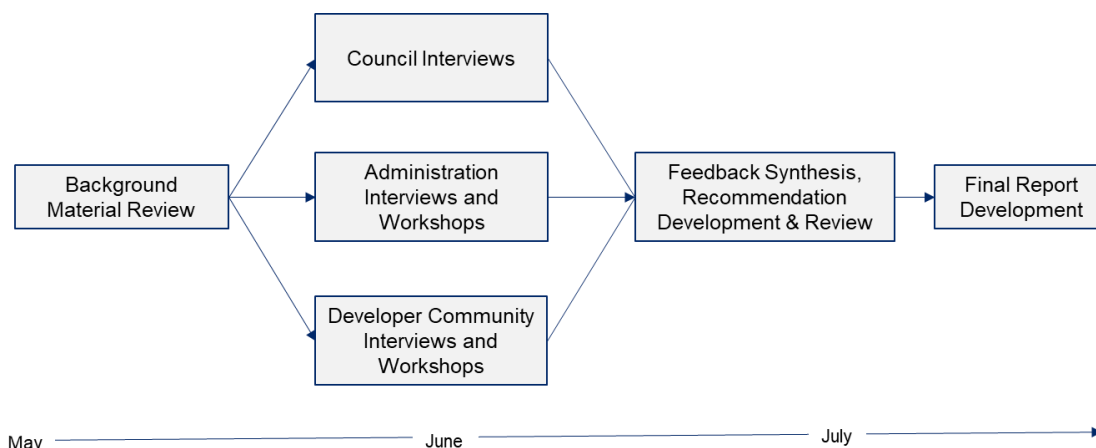 Council Interviews
Background
Material Review
Administration
Interviews and
Workshops
Feedback Synthesis,
Recommendation
Development & Review
Final Report
Development
Developer Community
Interviews and
Workshops
May
June
July